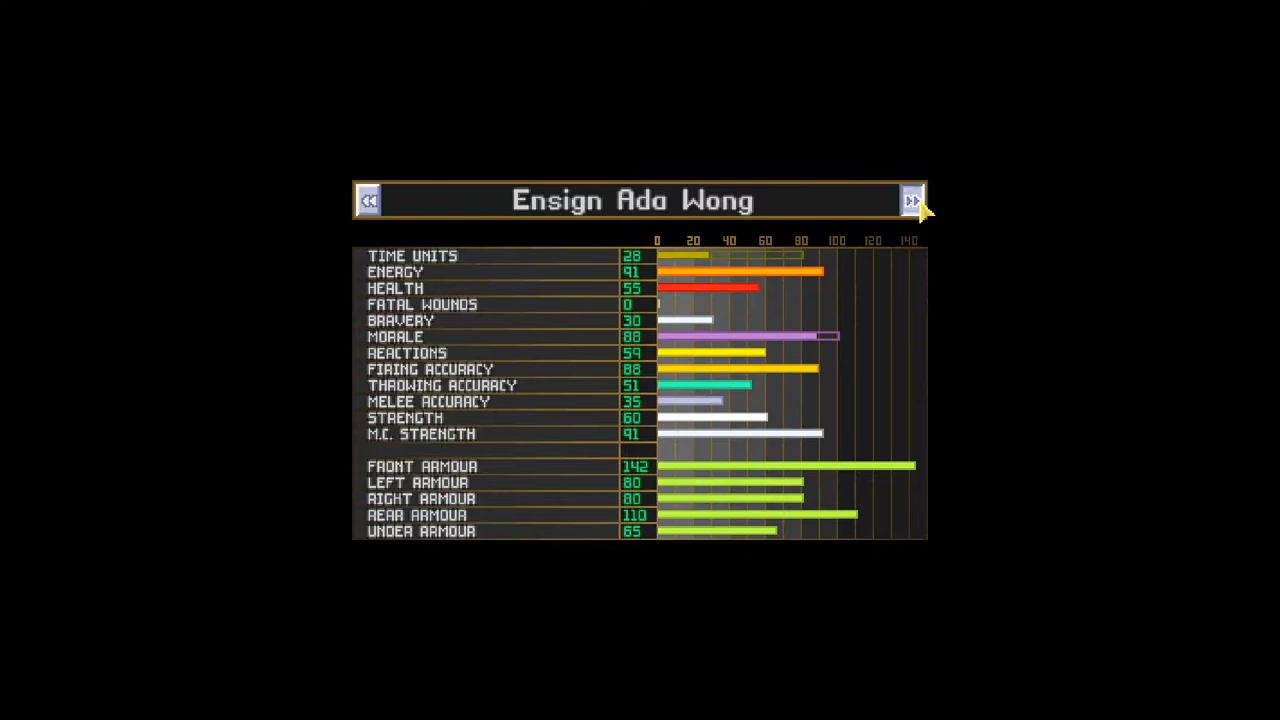 Ensign Ada Wong
0 20 40 60 80 100 120 140
TIME UNITS 28
ENERGY 91
HEALTH 55
FATAL WOUNDS 0
BRAVERY 30
MORALE 88
REACTIONS 59
FIRING ACCURACY 88
THROWING ACCURACY 51
MELEE ACCURACY 35
STRENGTH 60
M.C. STRENGTH 91
FRONT ARMOUR 142
LEFT ARMOUR 80
RIGHT ARMOUR 80
REAR ARMOUR 110
UNDER ARMOUR 65